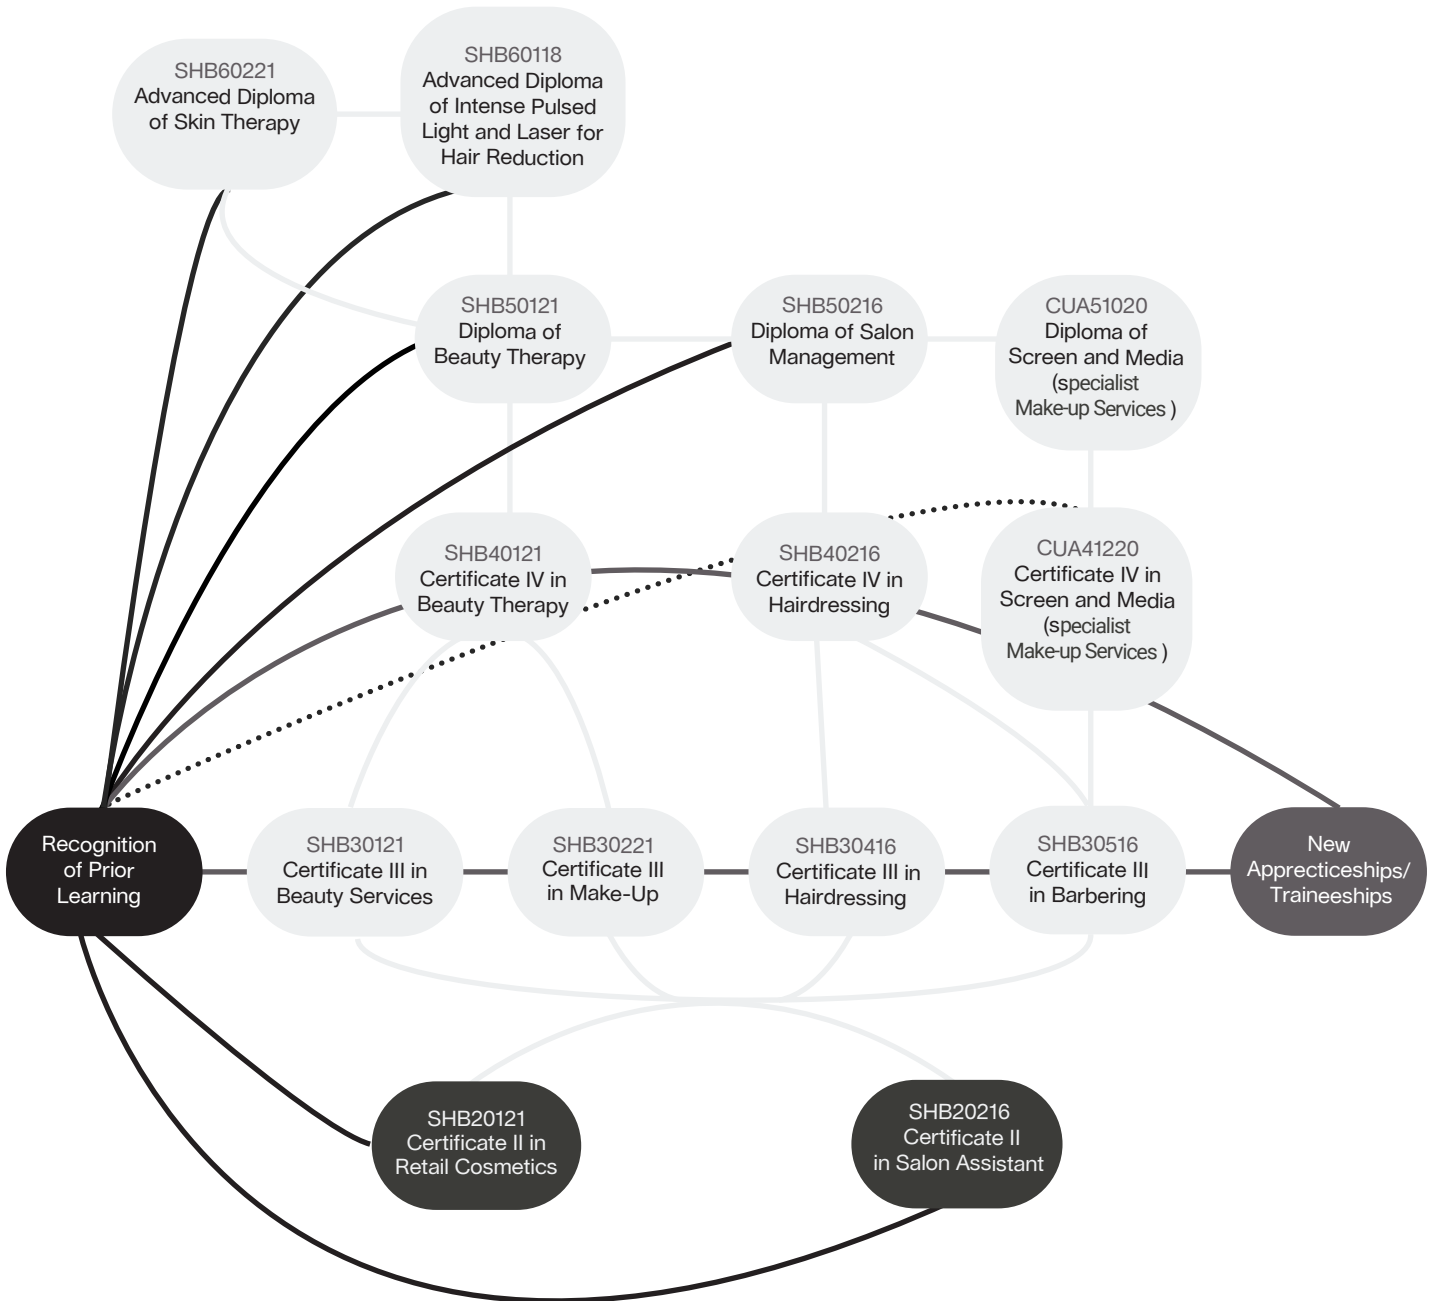 SHB60221
Advanced Diploma
of Skin Therapy
SHB60118
Advanced Diploma
of Intense Pulsed
Light and Laser for
Hair Reduction
SHB50121
Diploma of
Beauty Therapy
SHB50216
Diploma of Salon
Management
CUA51020
Diploma of
Screen and Media
(specialist
Make-up Services )
SHB40121
Certificate IV in
Beauty Therapy
SHB40216
Certificate IV in
Hairdressing
CUA41220
Certificate IV in
Screen and Media
(specialist
Make-up Services )
Recognition
of Prior
Learning
SHB30121
Certificate III in
Beauty Services
SHB30221
Certificate III
in Make-Up
SHB30416
Certificate III in
Hairdressing
SHB30516
Certificate III
in Barbering
New
Apprecticeships/
Traineeships
SHB20121
Certificate II in
Retail Cosmetics
SHB20216
Certificate II
in Salon Assistant